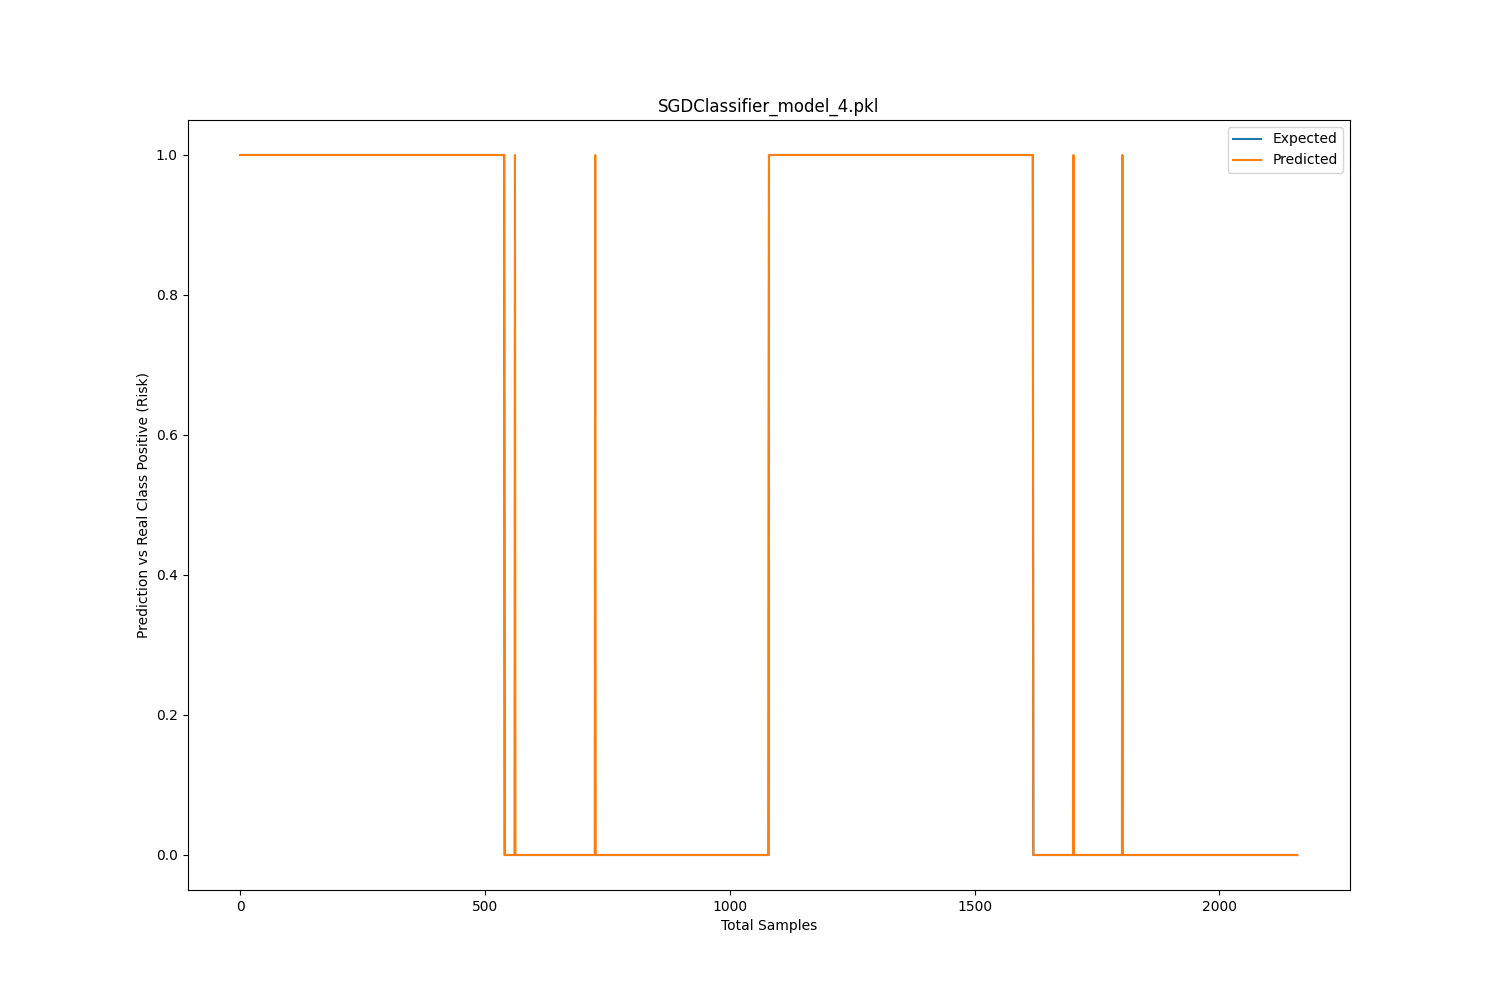 SGDClassifier_model_4.pkl
Expected
Predicted
1.0
0.8
0.6
0.4
0.2
0.0
Prediction vs Real Class Positive (Risk)
0
500
1000
1500
2000
Total Samples